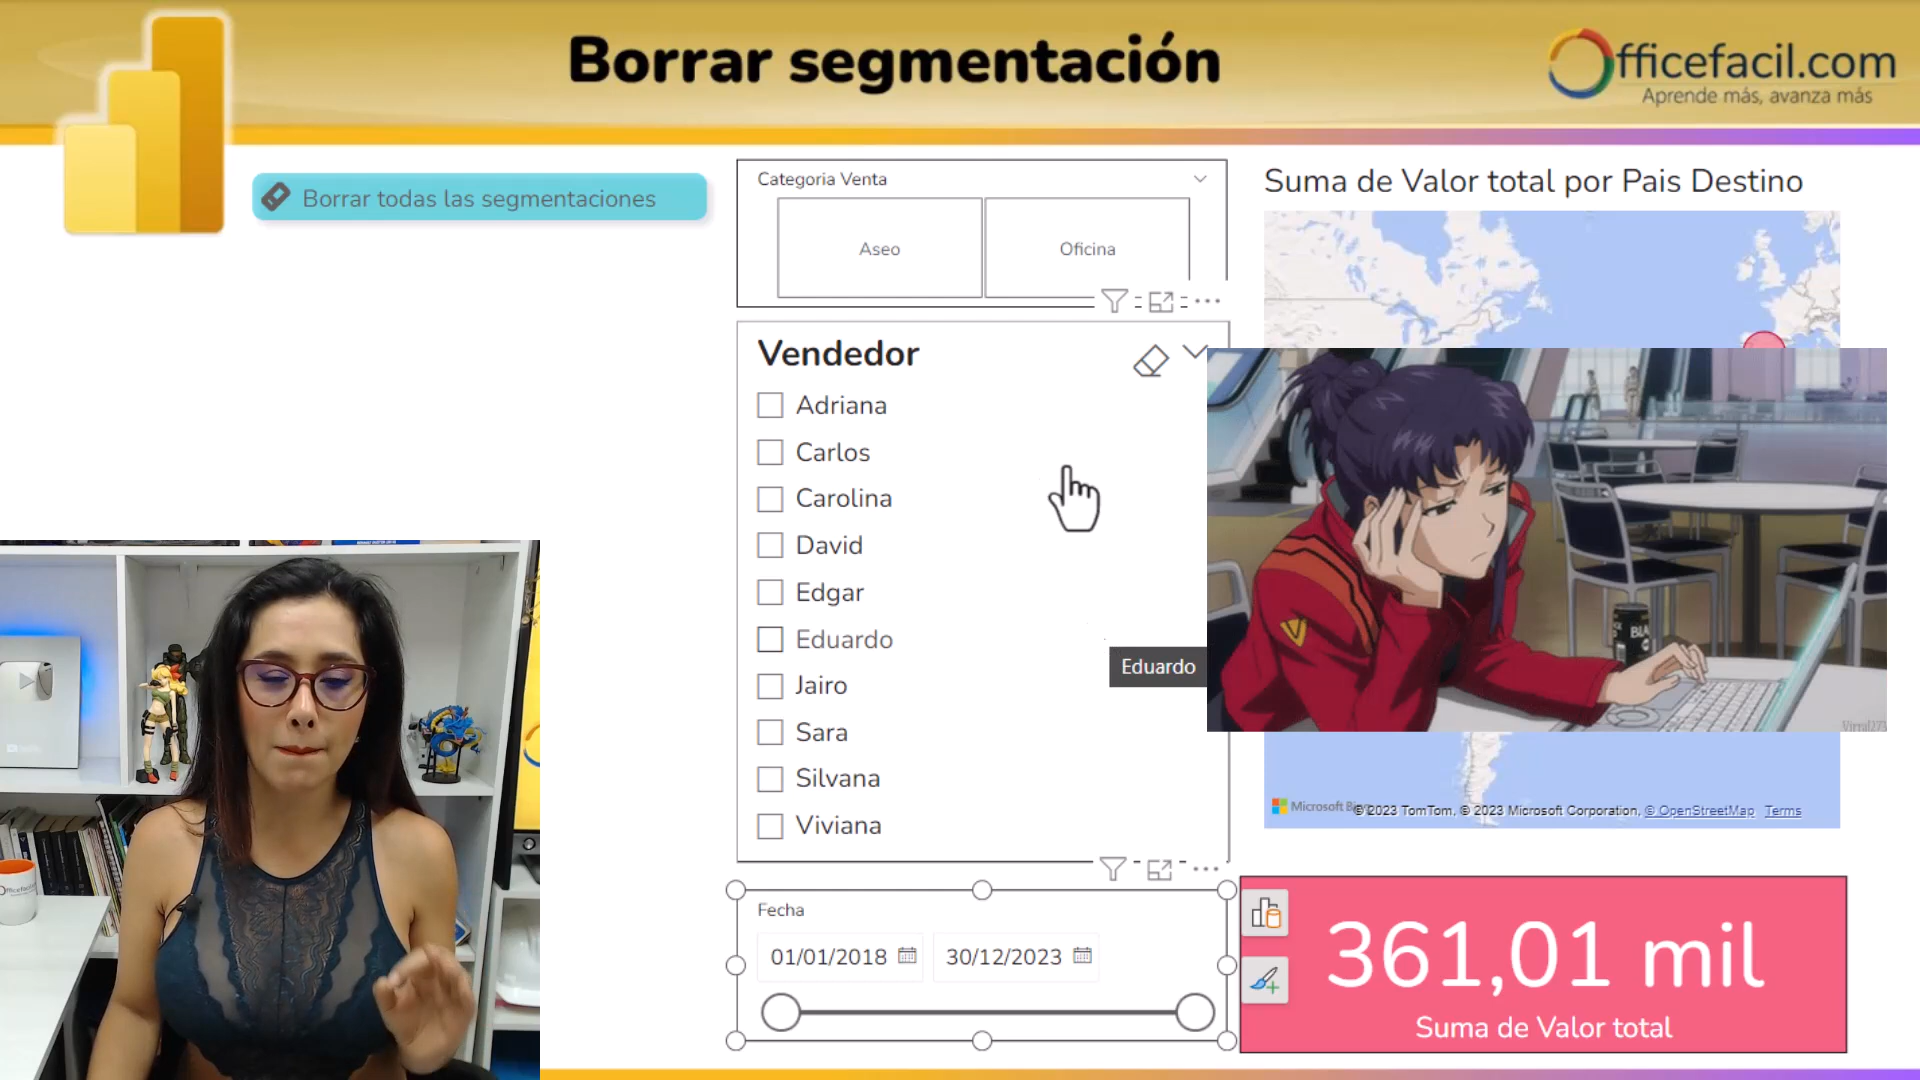 Borrar segmentación
Officefacil.com
Aprende más, avanza más
Borrar todas las segmentaciones
Categoria Venta
Aseo
Oficina
Vendedor
Adriana
Carlos
Carolina
David
Edgar
Eduardo
Jairo
Sara
Silvana
Viviana
Eduardo
Fecha
01/01/2018
30/12/2023
Suma de Valor total por Pais Destino
Microsoft Bing
© 2023 TomTom, © 2023 Microsoft Corporation, © OpenStreetMap Terms
361,01 mil
Suma de Valor total